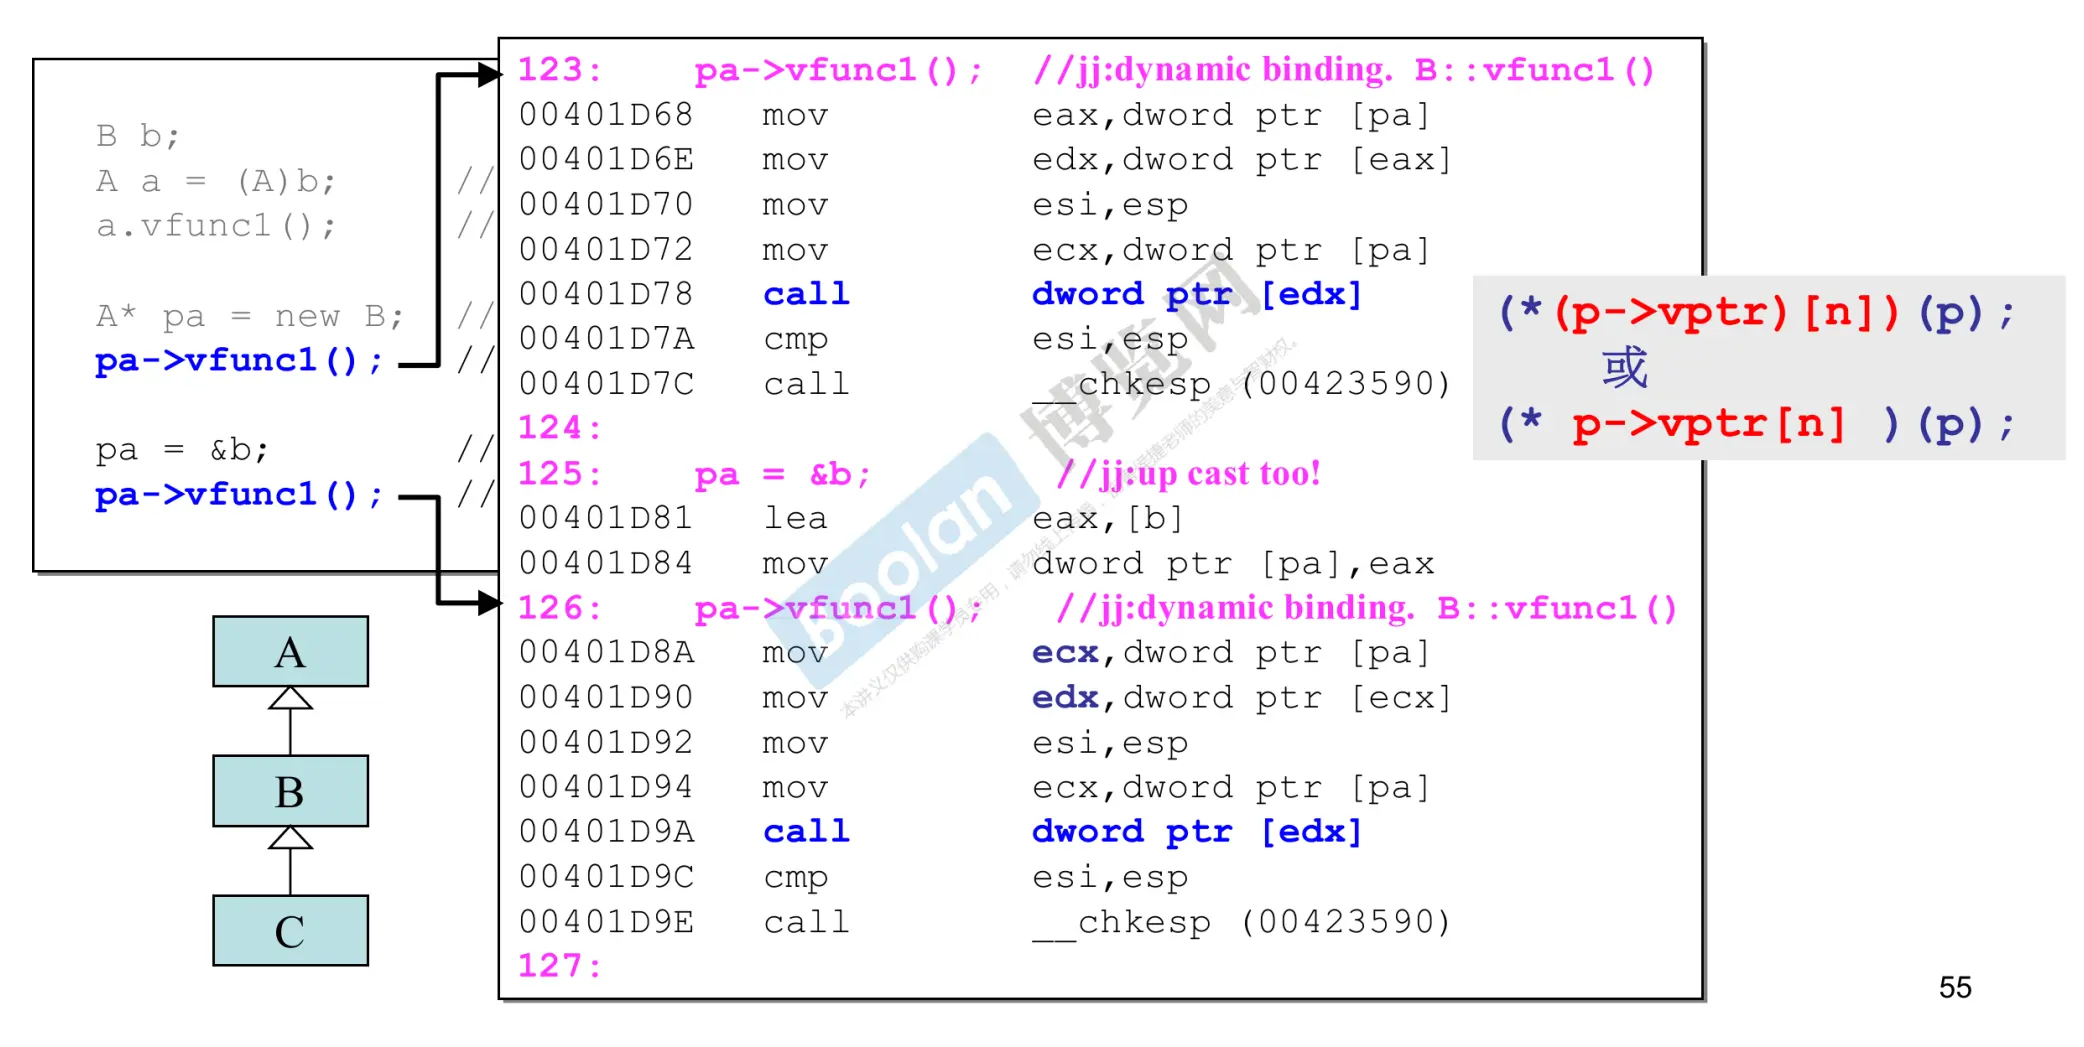 B b;
A a = (A)b; //
a.vfunc1(); //
A* pa = new B; //
pa->vfunc1(); //
pa = &b; //
pa->vfunc1(); //
A
B
C
123: pa->vfunc1(); //jj:dynamic binding. B::vfunc1()
00401D68 mov eax,dword ptr [pa]
00401D6E mov edx,dword ptr [eax]
00401D70 mov esi,esp
00401D72 mov ecx,dword ptr [pa]
00401D78 call dword ptr [edx]
00401D7A cmp esi,esp
00401D7C call __chkesp (00423590)
124:
125: pa = &b; //jj:up cast too!
00401D81 lea eax,[b]
00401D84 mov dword ptr [pa],eax
126: pa->vfunc1(); //jj:dynamic binding. B::vfunc1()
00401D8A mov ecx,dword ptr [pa]
00401D90 mov edx,dword ptr [ecx]
00401D92 mov esi,esp
00401D94 mov ecx,dword ptr [pa]
00401D9A call dword ptr [edx]
00401D9C cmp esi,esp
00401D9E call __chkesp (00423590)
127:
(*(p->vptr)[n])(p);
或
(* p->vptr[n] )(p);
boolan
博览网
55